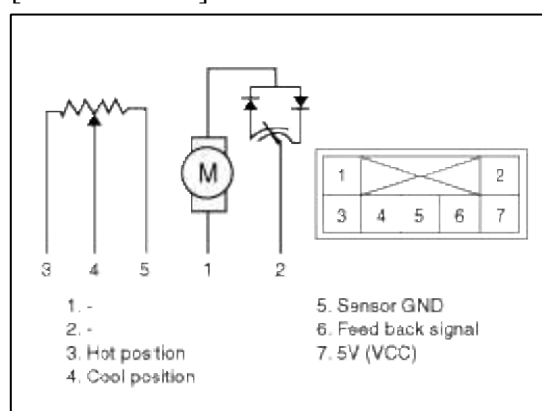 M
1
2
3 4 5 6 7
3 4 5 1 2
1. -
2. -
3. Hot position
4. Cool position
5. Sensor GND
6. Feed back signal
7. 5V (VCC)